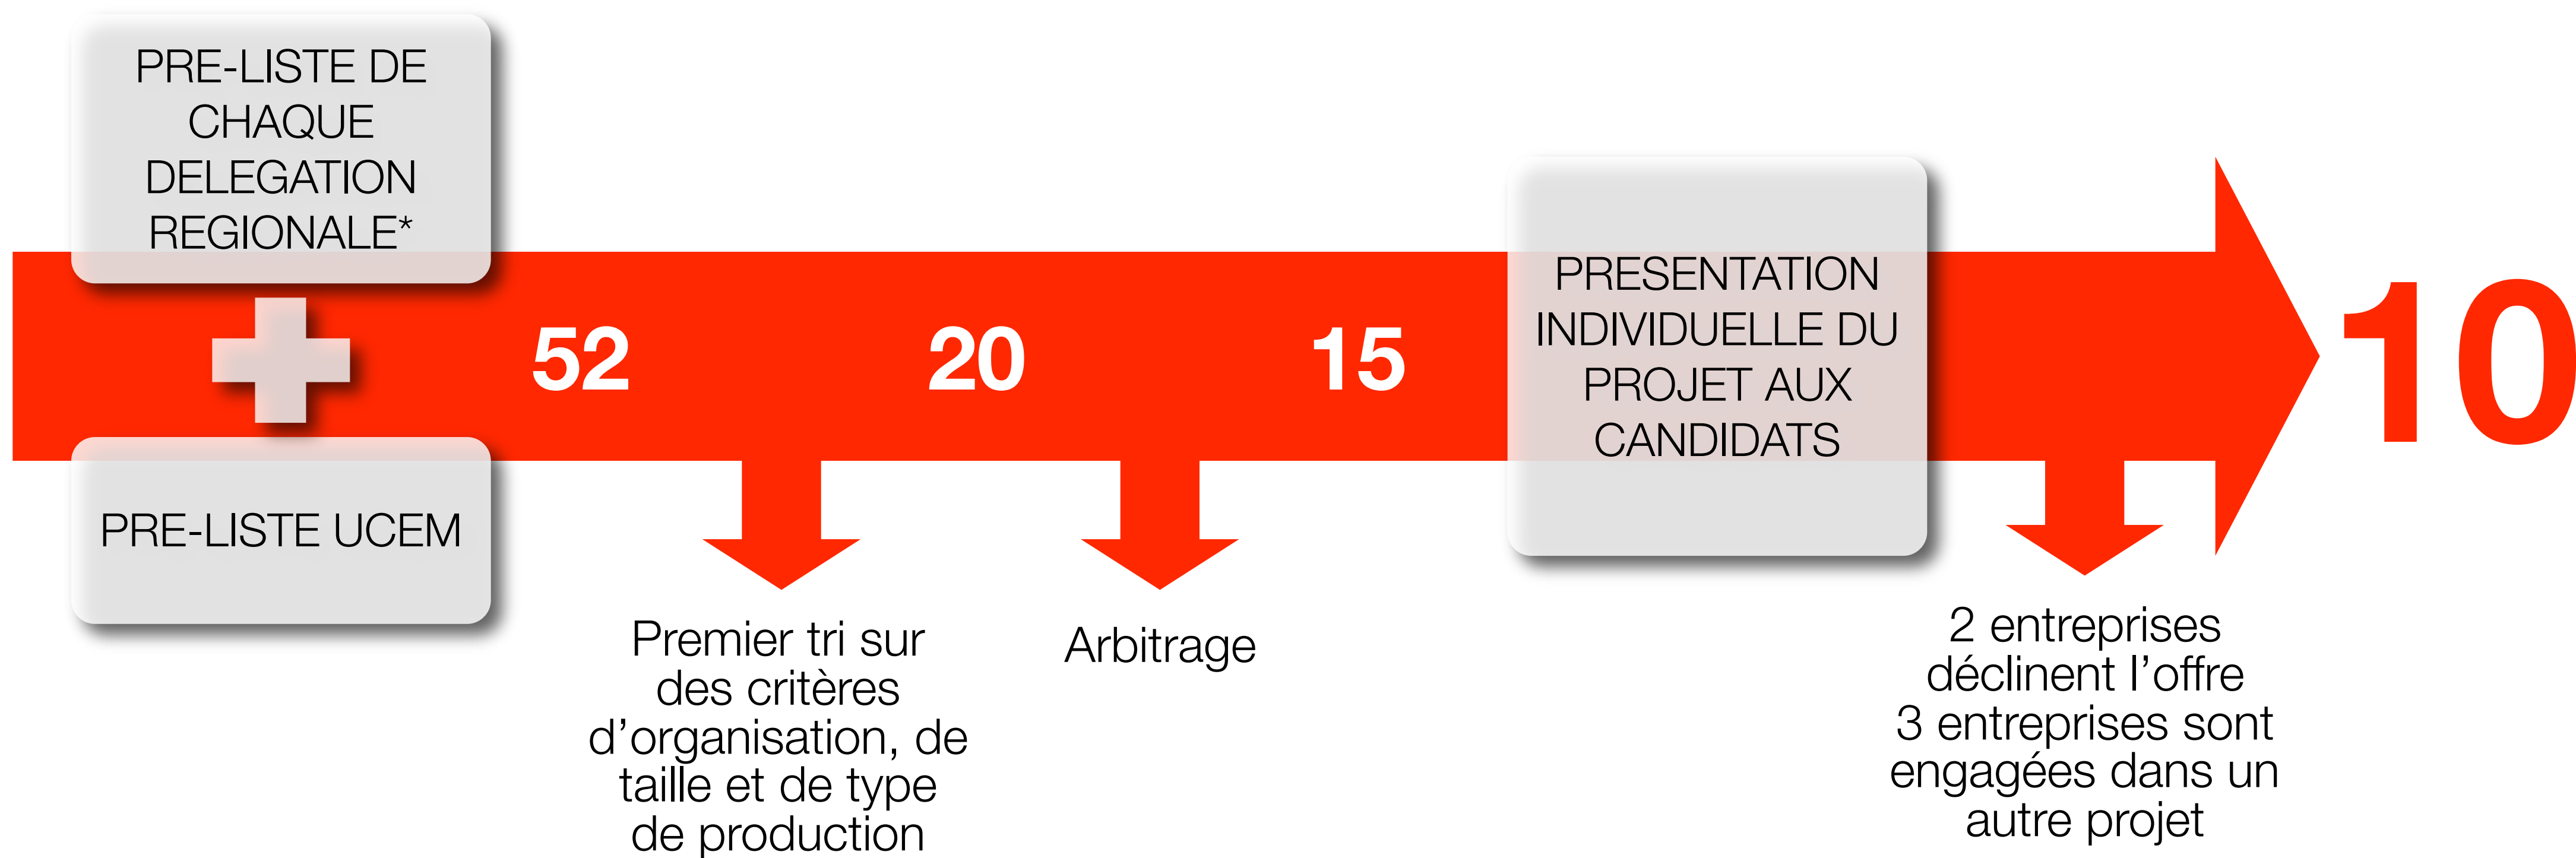 PRE-LISTE DE
CHAQUE
DELEGATION
REGIONALE*
PRE-LISTE UCEM
52
20
15
PRESENTATION
INDIVIDUELLE DU
PROJET AUX
CANDIDATS
10
Premier tri sur
des critères
d'organisation, de
taille et de type
de production
Arbitrage
2 entreprises
déclinent l'offre
3 entreprises sont
engagées dans un
autre projet